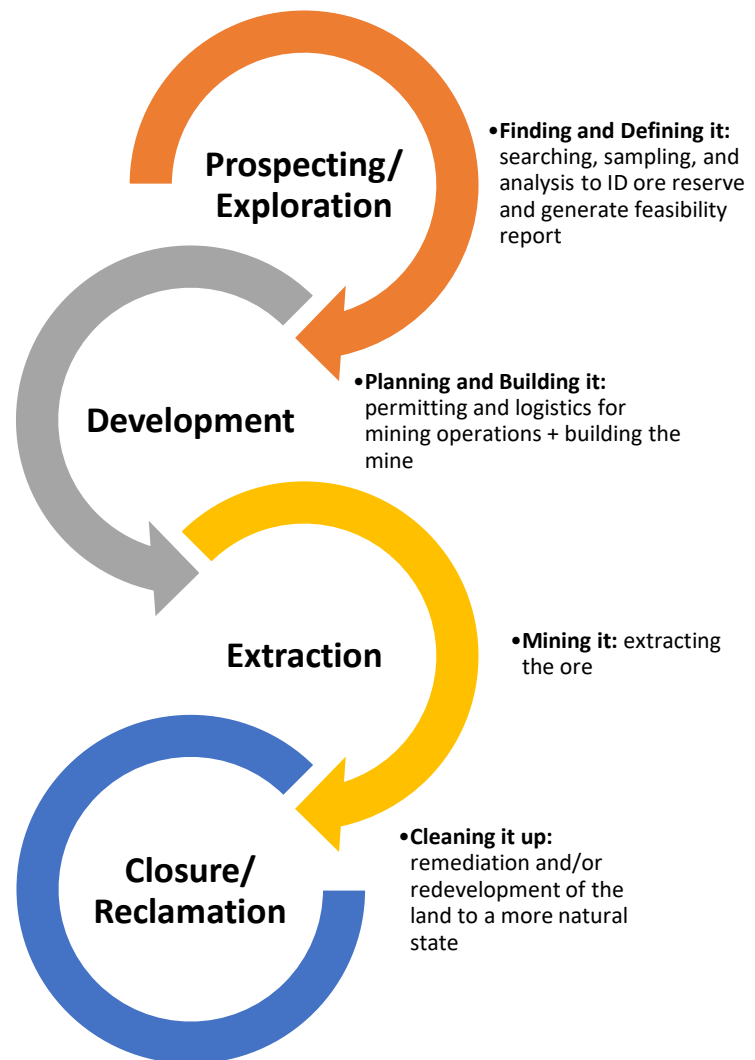 Prospecting/
Exploration
•Finding and Defining it:
searching, sampling, and
analysis to ID ore reserve
and generate feasibility
report
Development
•Planning and Building it:
permitting and logistics for
mining operations + building the
mine
Extraction
•Mining it: extracting
the ore
Closure/
Reclamation
•Cleaning it up:
remediation and/or
redevelopment of the
land to a more natural
state